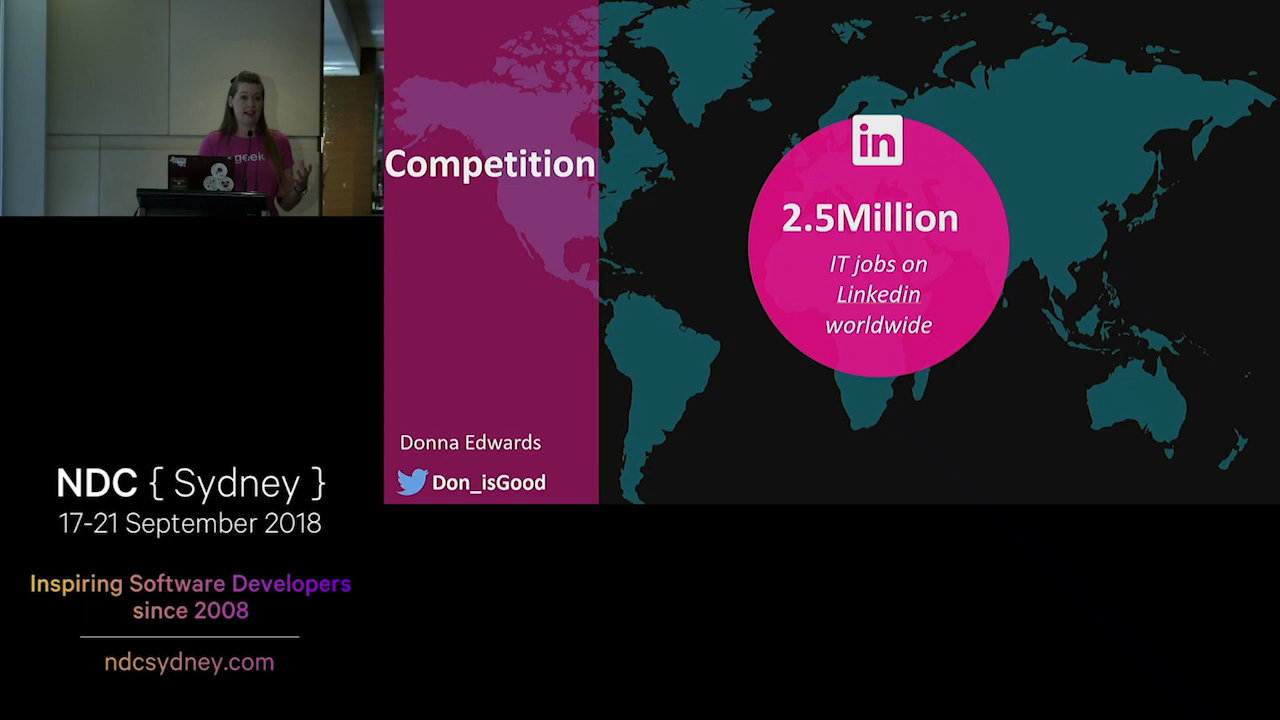 geek
Competition
in
2.5Million
IT jobs on
Linkedin
worldwide
Donna Edwards
Don_isGood
NDC { Sydney }
17-21 September 2018
Inspiring Software Developers
since 2008
ndcsydney.com